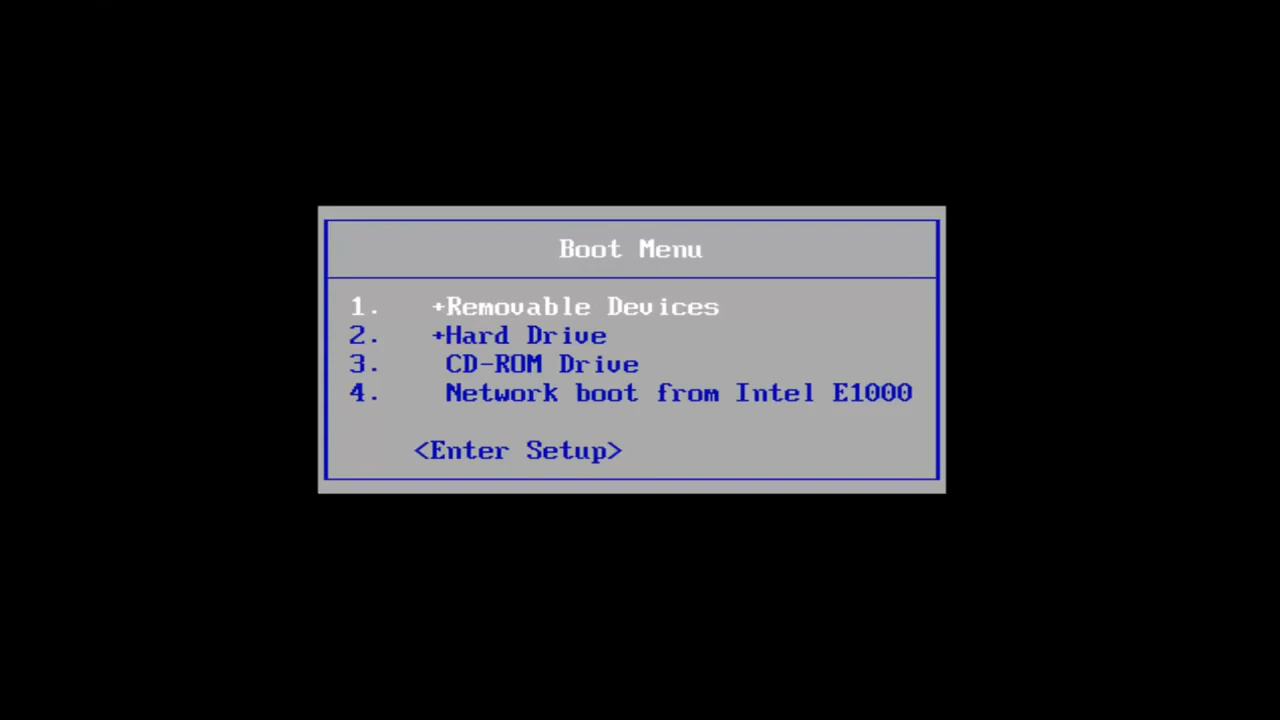 Boot Menu
1. +Removable Devices
2. +Hard Drive
3. CD-ROM Drive
4. Network boot from Intel E1000
<Enter Setup>